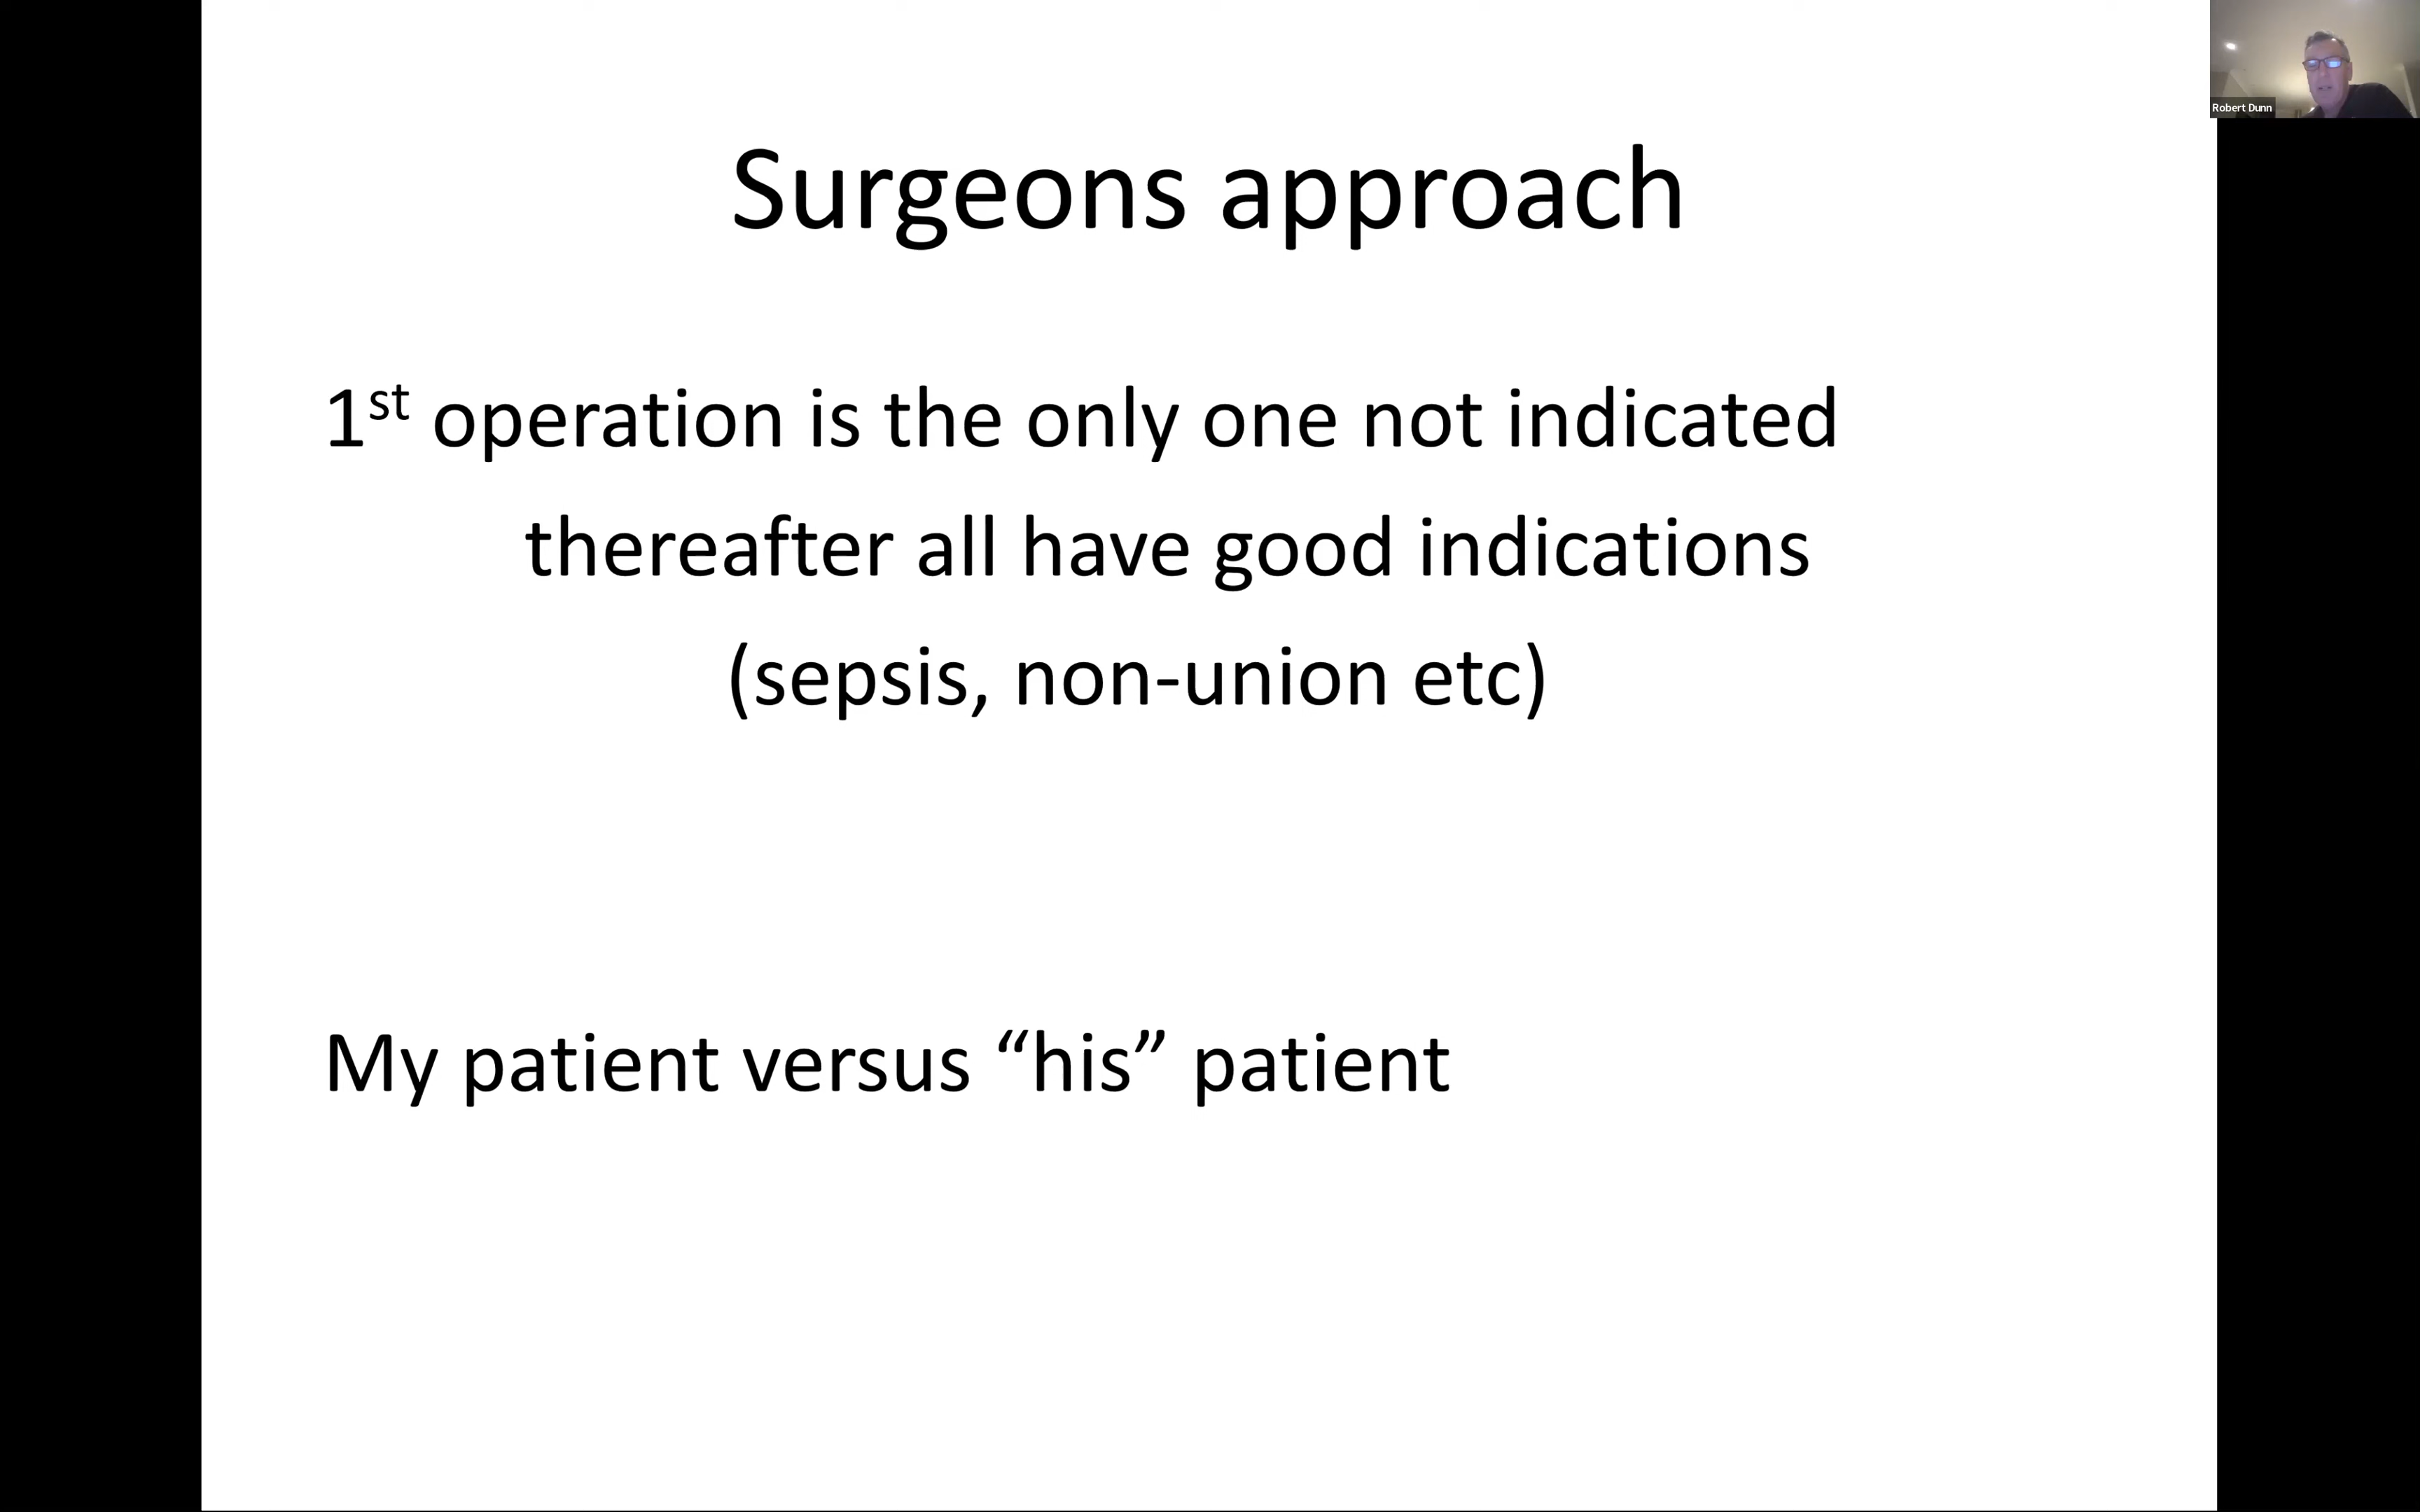 Robert Dunn
Surgeons approach
1st operation is the only one not indicated
thereafter all have good indications
(sepsis, non-union etc)
My patient versus “his” patient